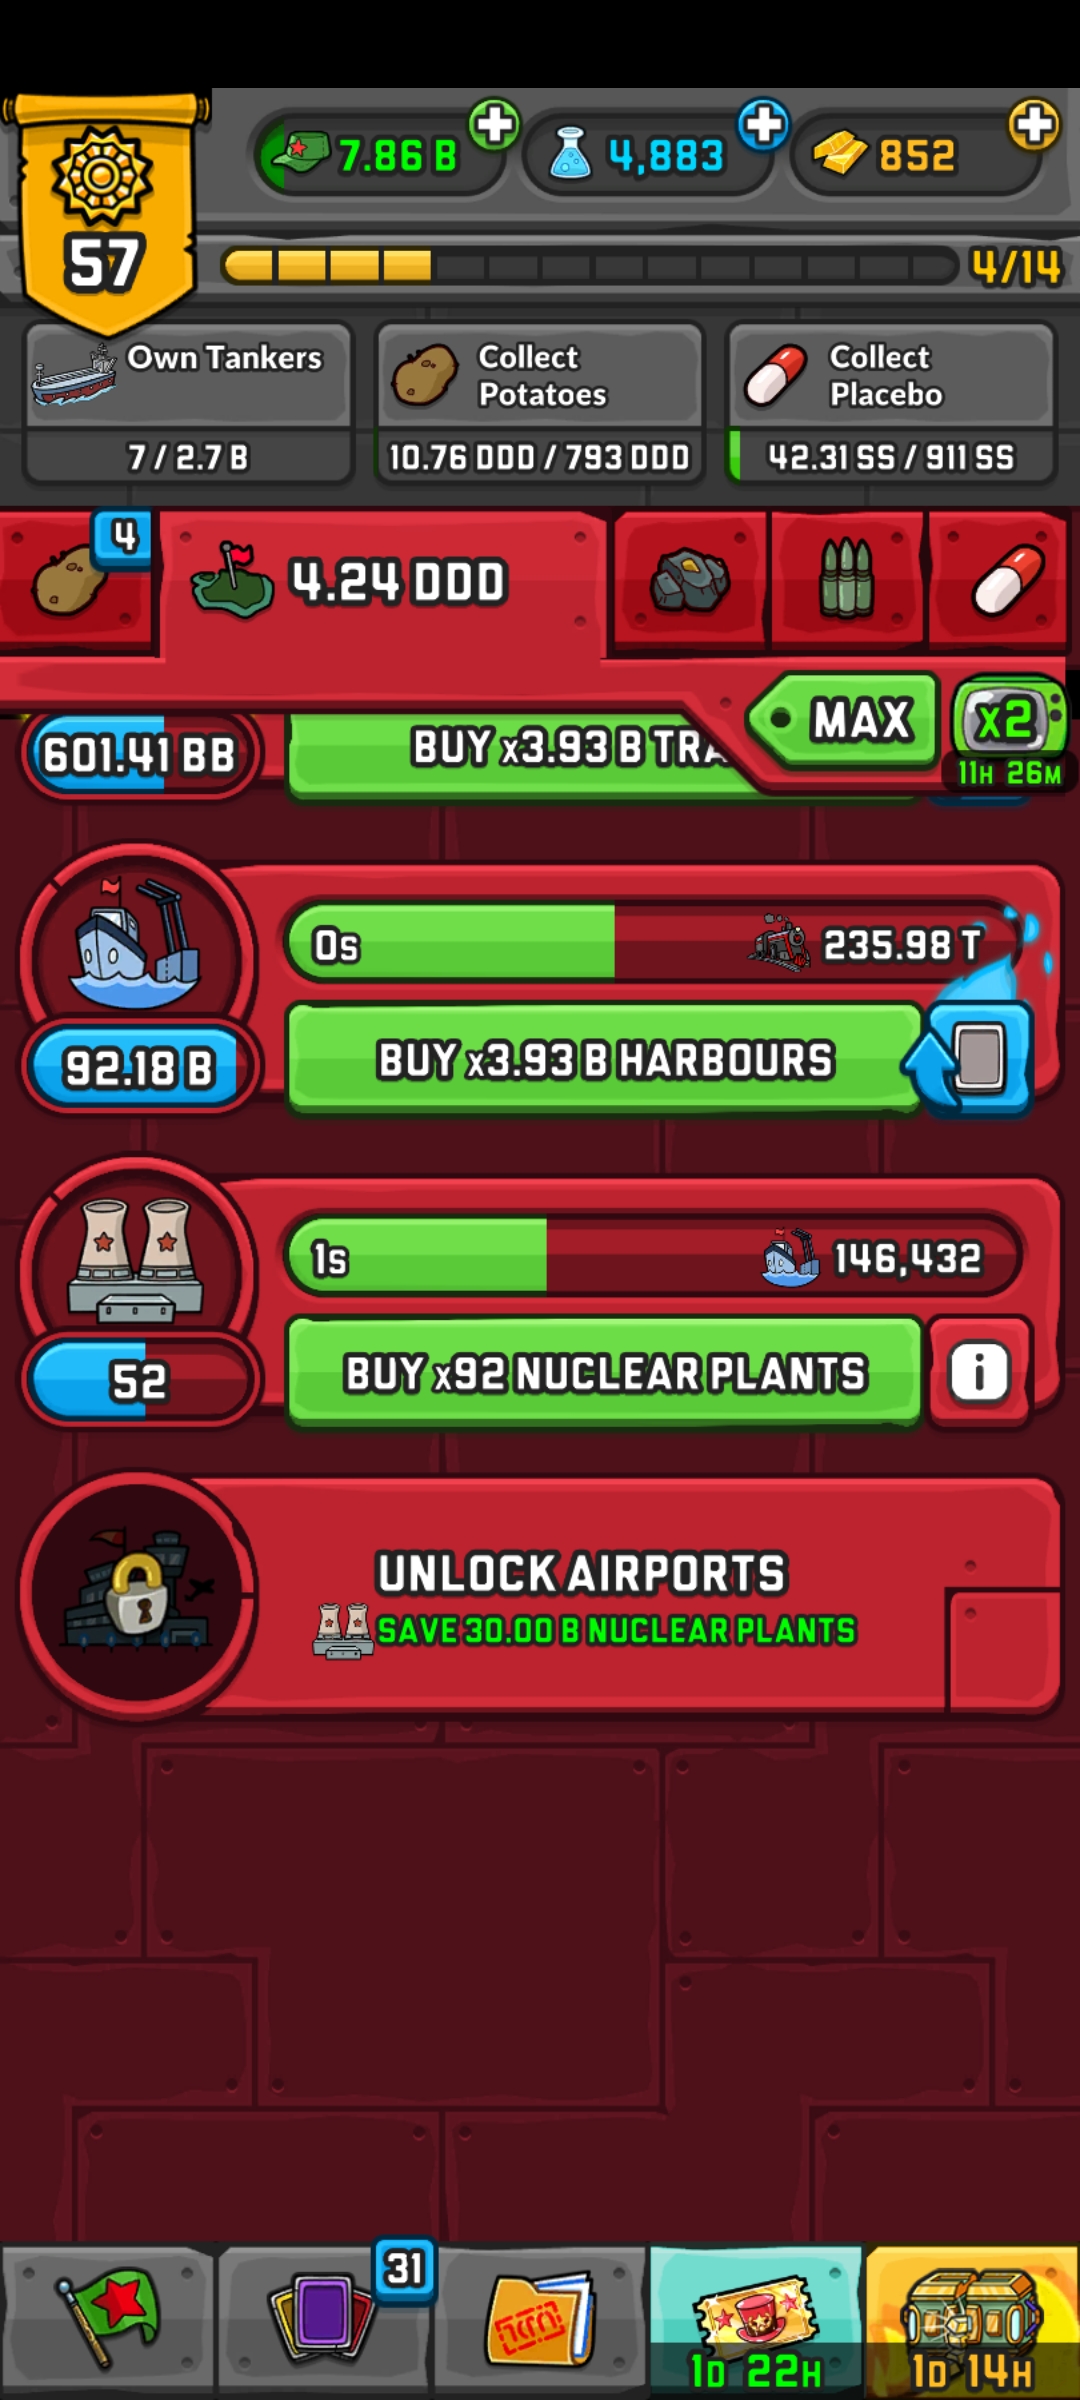 57
7.86 B
4,883
852
4/14
Own Tankers
7 / 2.7 B
Collect
Potatoes
10.76 DDD / 793 DDD
Collect
Placebo
42.31 SS / 911 SS
4
4.24 DDD
MAX
x2
11H 26M
601.41 BB
BUY x3.93 B TRA
0s
235.98 T
92.18 B
BUY x3.93 B HARBOURS
1s
146,432
52
BUY x92 NUCLEAR PLANTS
i
UNLOCK AIRPORTS
SAVE 30.00 B NUCLEAR PLANTS
31
1D 22H
1D 14H